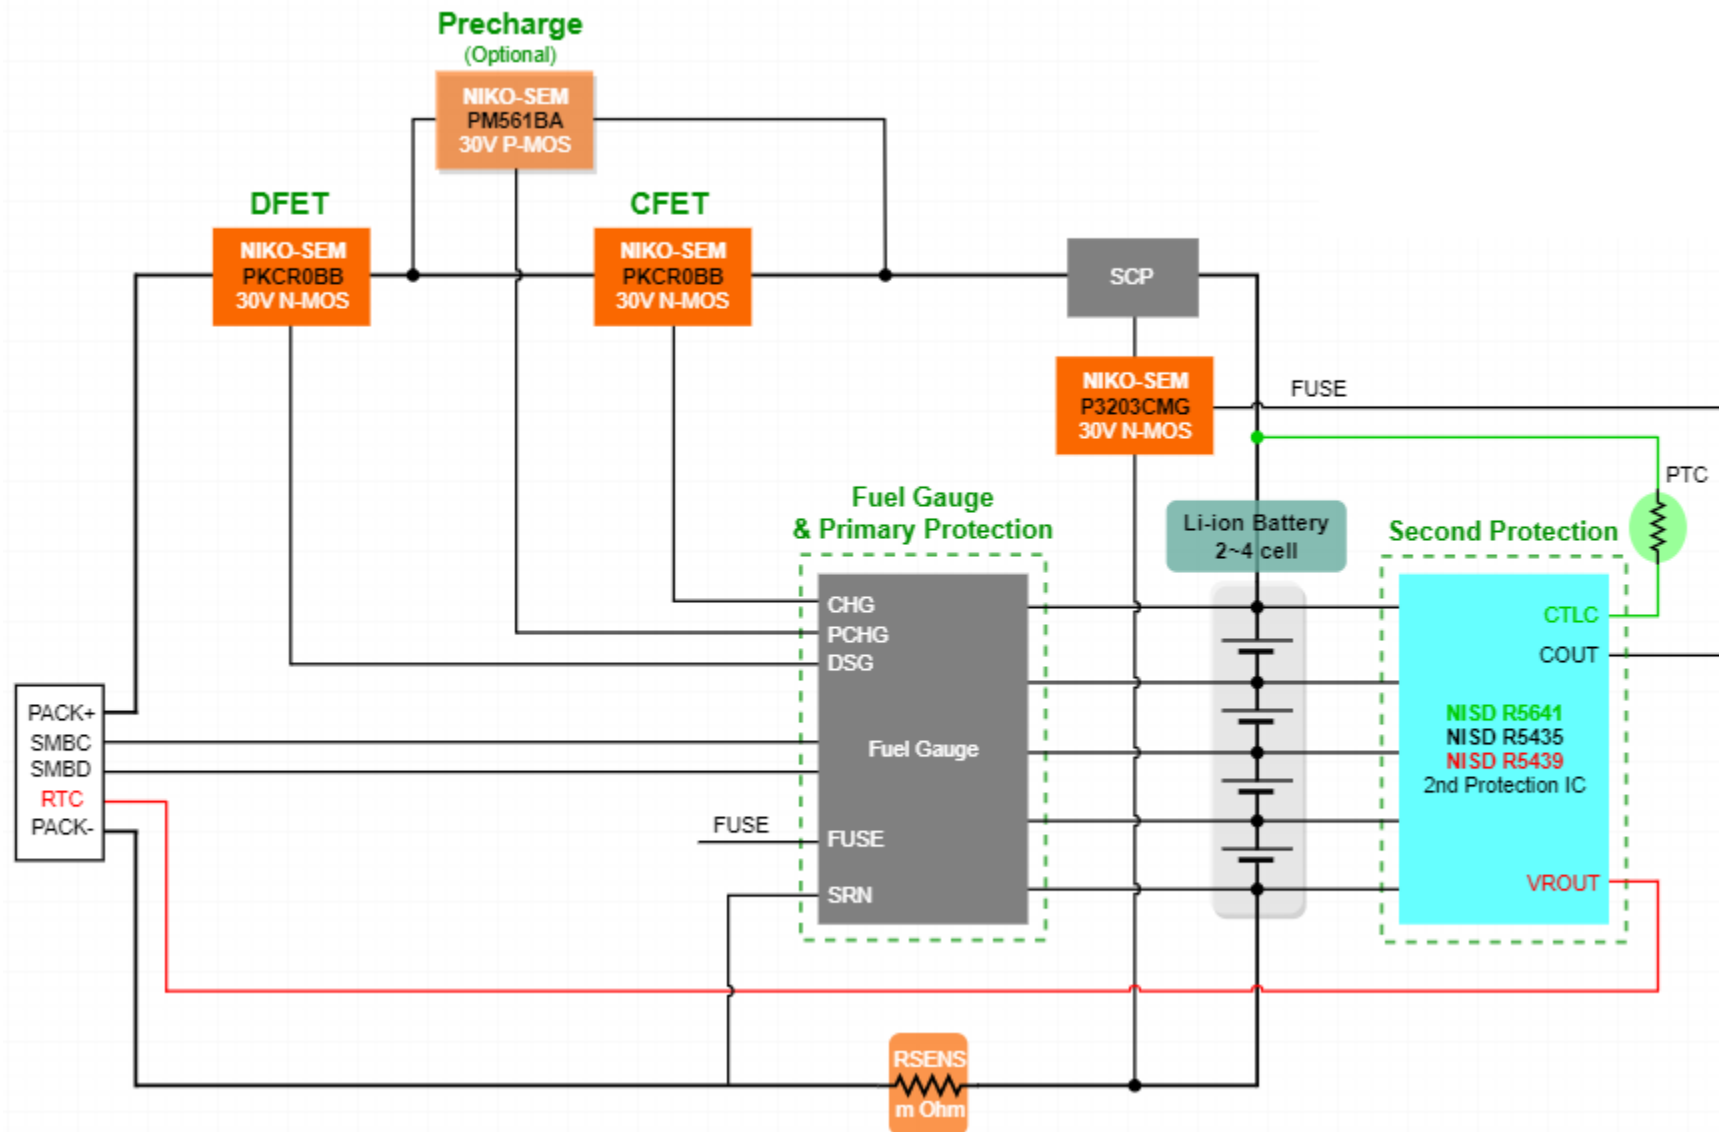 Precharge
(Optional)
NIKO-SEM
PM561BA
30V P-MOS
DFET
NIKO-SEM
PKCR0BB
30V N-MOS
CFET
NIKO-SEM
PKCR0BB
30V N-MOS
SCP
NIKO-SEM
P3203CMG
30V N-MOS
FUSE
PTC
Fuel Gauge
& Primary Protection
Li-ion Battery
2~4 cell
Second Protection
CHG
PCHG
DSG
Fuel Gauge
FUSE
FUSE
SRN
CTLC
COUT
NISD R5641
NISD R5435
NISD R5439
2nd Protection IC
VROUT
PACK+
SMBC
SMBD
RTC
PACK-
RSENS
m Ohm